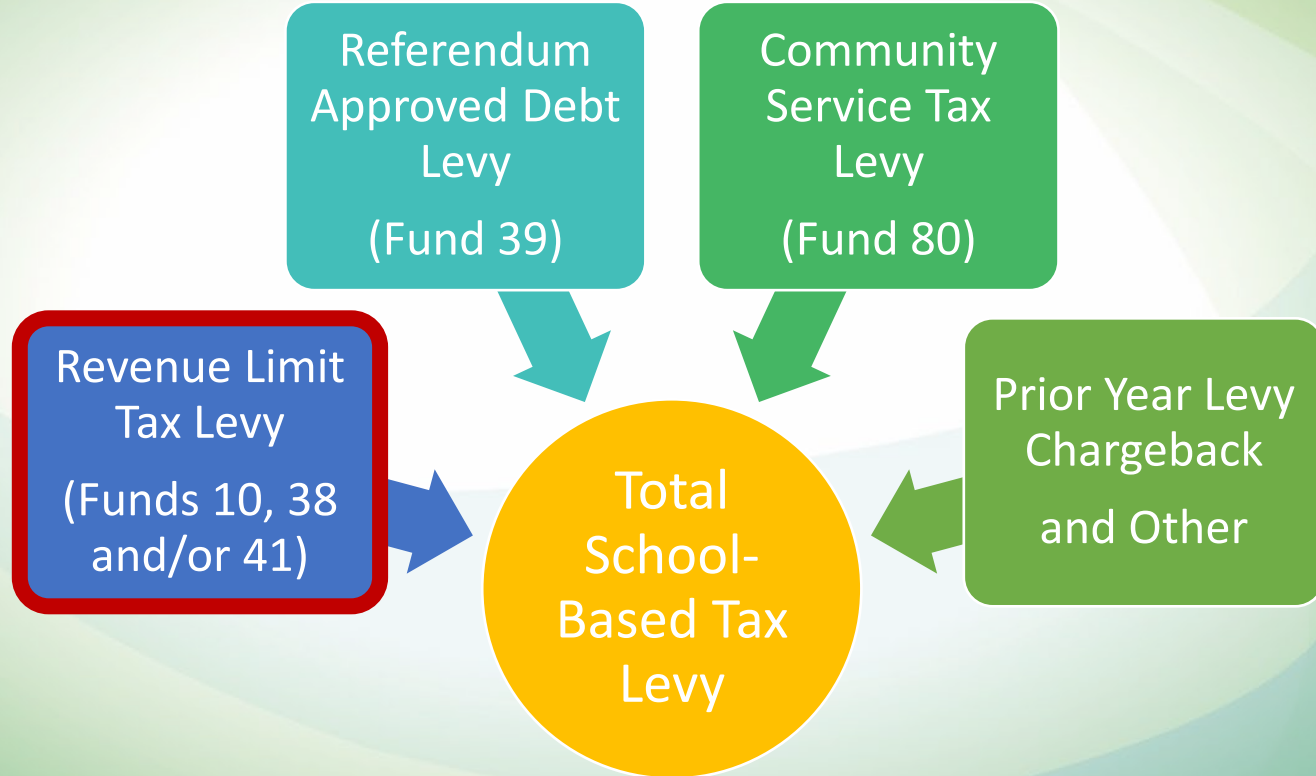 Referendum
Approved Debt
Levy
(Fund 39)
Community
Service Tax
Levy
(Fund 80)
Revenue Limit
Tax Levy
(Funds 10, 38
and/or 41)
Prior Year Levy
Chargeback
and Other
Total
School-
Based Tax
Levy